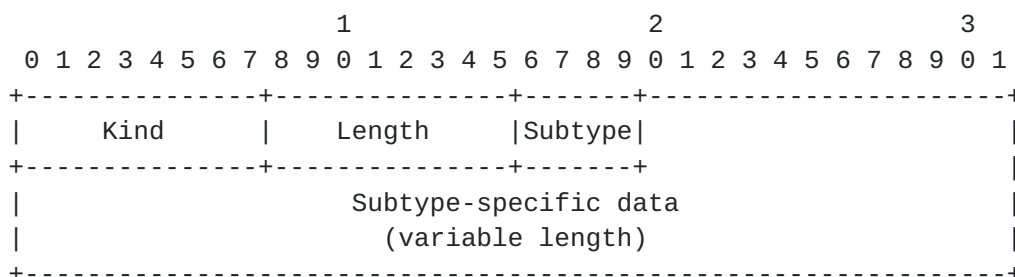 1                   2                   3
 0 1 2 3 4 5 6 7 8 9 0 1 2 3 4 5 6 7 8 9 0 1 2 3 4 5 6 7 8 9 0 1
+---------------+---------------+-------+-----------------------+
|     Kind      |    Length     |Subtype|                       |
+---------------+---------------+-------+                       |
|                     Subtype-specific data                     |
|                       (variable length)                       |
+---------------------------------------------------------------+